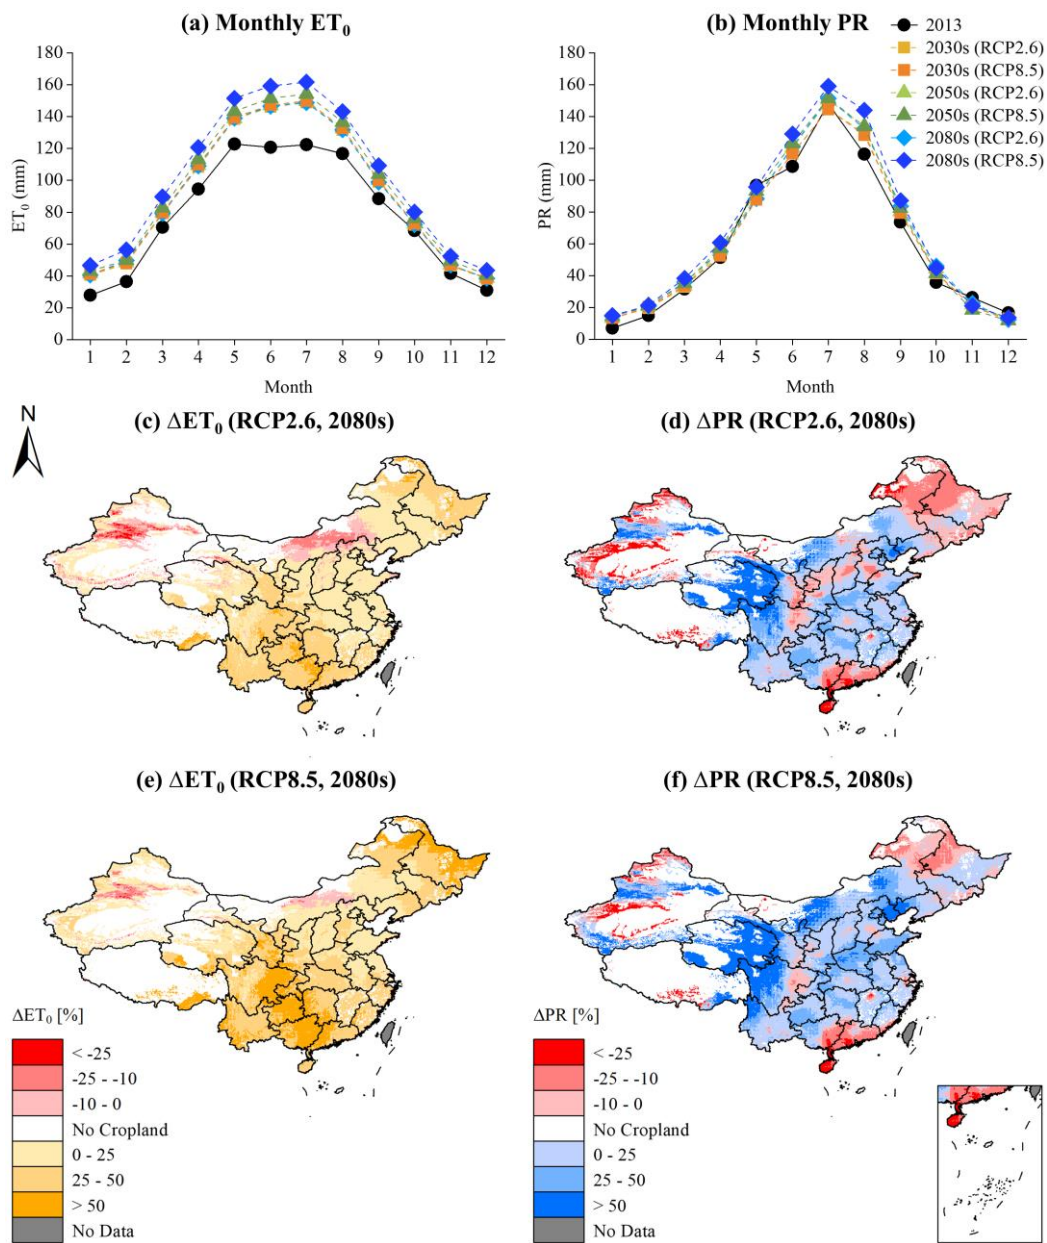 (a) Monthly ET₀
(b) Monthly PR
2013
2030s (RCP2.6)
2030s (RCP8.5)
2050s (RCP2.6)
2050s (RCP8.5)
2080s (RCP2.6)
2080s (RCP8.5)
180
160
140
120
100
80
60
40
20
0
ET₀ (mm)
1 2 3 4 5 6 7 8 9 10 11 12
Month
180
160
140
120
100
80
60
40
20
0
PR (mm)
1 2 3 4 5 6 7 8 9 10 11 12
Month
N
(c) ΔET₀ (RCP2.6, 2080s)
(d) ΔPR (RCP2.6, 2080s)
(e) ΔET₀ (RCP8.5, 2080s)
(f) ΔPR (RCP8.5, 2080s)
ΔET₀ [%]
< -25
-25 - -10
-10 - 0
No Cropland
0 - 25
25 - 50
> 50
No Data
ΔPR [%]
< -25
-25 - -10
-10 - 0
No Cropland
0 - 25
25 - 50
> 50
No Data